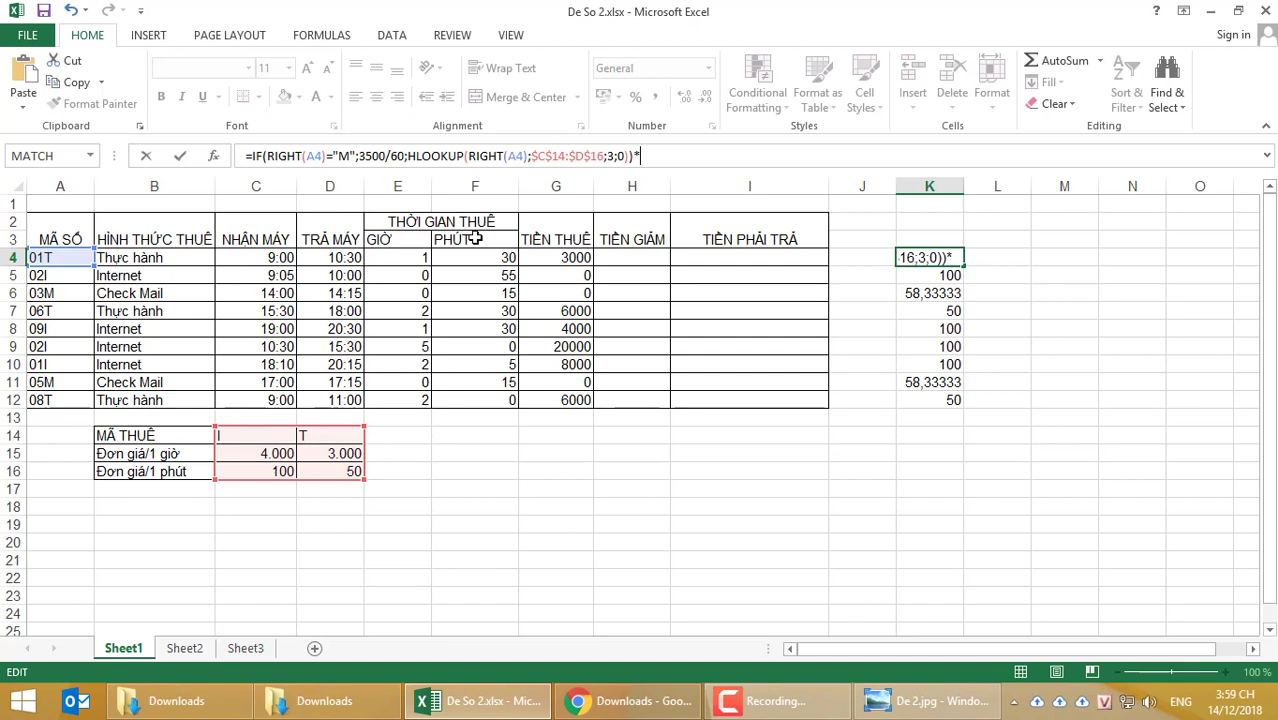 De So 2.xlsx - Microsoft Excel
FILE HOME INSERT PAGE LAYOUT FORMULAS DATA REVIEW VIEW Sign in
Paste Cut Copy Format Painter Clipboard
11 A A B I U A Font
Wrap Text Merge & Center Alignment
General % , Number
Conditional Formatting Format as Table Cell Styles Styles
Insert Delete Format Cells
AutoSum Fill Clear Sort & Filter Find & Select Editing
MATCH fx =IF(RIGHT(A4)="M";3500/60;HLOOKUP(RIGHT(A4);$C$14:$D$16;3;0))*
A B C D E F G H I J K L M N O
1
2 THỜI GIAN THUÊ
3 MÃ SỐ HÌNH THỨC THUÊ NHẬN MÁY TRẢ MÁY GIỜ PHÚT TIỀN THUÊ TIỀN GIẢM TIỀN PHẢI TRẢ
4 01T Thực hành 9:00 10:30 1 30 3000 16;3;0))*
5 02I Internet 9:05 10:00 0 55 0 100
6 03M Check Mail 14:00 14:15 0 15 0 58,33333
7 06T Thực hành 15:30 18:00 2 30 6000 50
8 09I Internet 19:00 20:30 1 30 4000 100
9 02I Internet 10:30 15:30 5 0 20000 100
10 01I Internet 18:10 20:15 2 5 8000 100
11 05M Check Mail 17:00 17:15 0 15 0 58,33333
12 08T Thực hành 9:00 11:00 2 0 6000 50
13
14 MÃ THUÊ I T
15 Đơn giá/1 giờ 4.000 3.000
16 Đơn giá/1 phút 100 50
17
18
19
20
21
22
23
24
25
Sheet1 Sheet2 Sheet3
EDIT 100 %
Downloads Downloads De So 2.xlsx - Mic... Downloads - Goo... Recording... De 2.jpg - Window... V CH 3:59 CH
14/12/2018